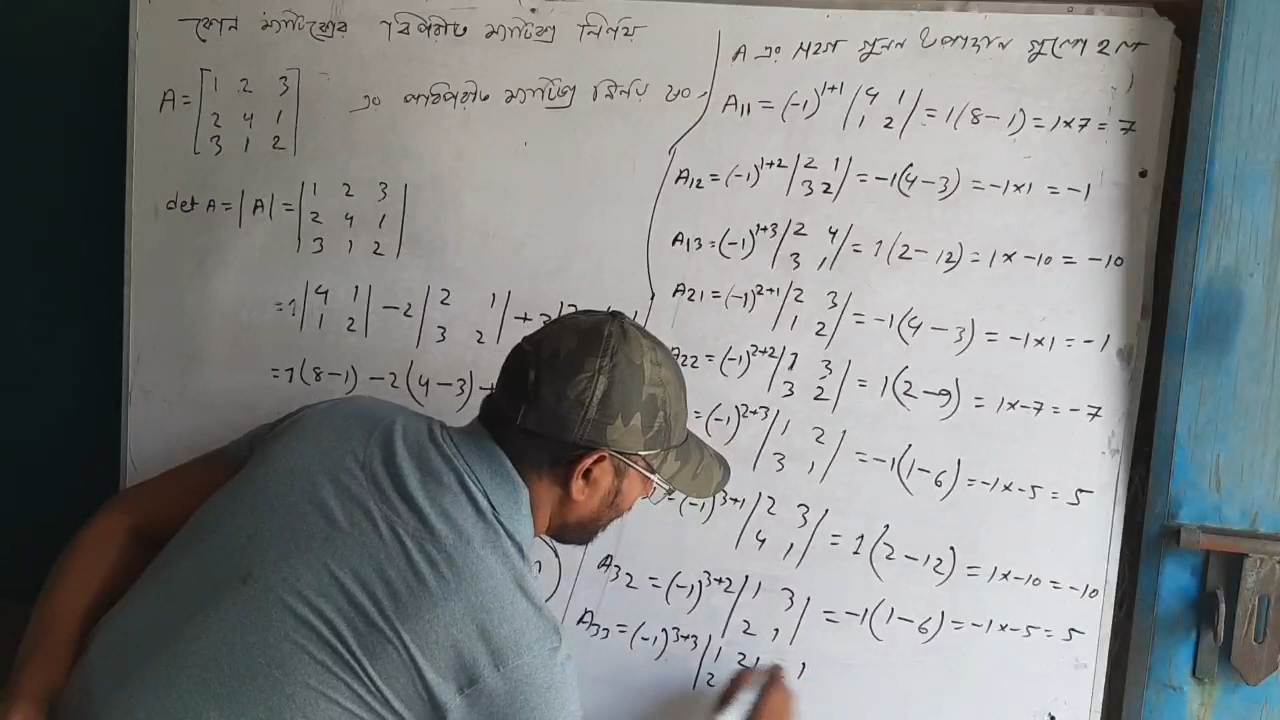 কোন ম্যাট্রিক্সের বিপরীত ম্যাট্রিক্স নির্ণয়
A = [1 2 3
2 4 1
3 1 2] এর বিপরীত ম্যাট্রিক্স নির্ণয় কর,
det A = |A| = |1 2 3
2 4 1
3 1 2|
= 1 |4 1
1 2| - 2 |2 1
3 2| + 3
= 1(8-1) - 2(4-3) +
A এর সহগ গুনন উপাদান গুলো হল
A11 = (-1)^1+1 |4 1
1 2| = 1(8-1) = 1×7 = 7
A12 = (-1)^1+2 |2 1
3 2| = -1(4-3) = -1×1 = -1
A13 = (-1)^1+3 |2 4
3 1| = 1(2-12) = 1×-10 = -10
A21 = (-1)^2+1 |2 3
1 2| = -1(4-3) = -1×1 = -1
A22 = (-1)^2+2 |1 3
3 2| = 1(2-9) = 1×-7 = -7
= (-1)^2+3 |1 2
3 1| = -1(1-6) = -1×-5 = 5
= (-1)^3+1 |2 3
4 1| = 1(2-12) = 1×-10 = -10
A32 = (-1)^3+2 |1 3
2 1| = -1(1-6) = -1×-5 = 5
A33 = (-1)^3+3 |1 2
2